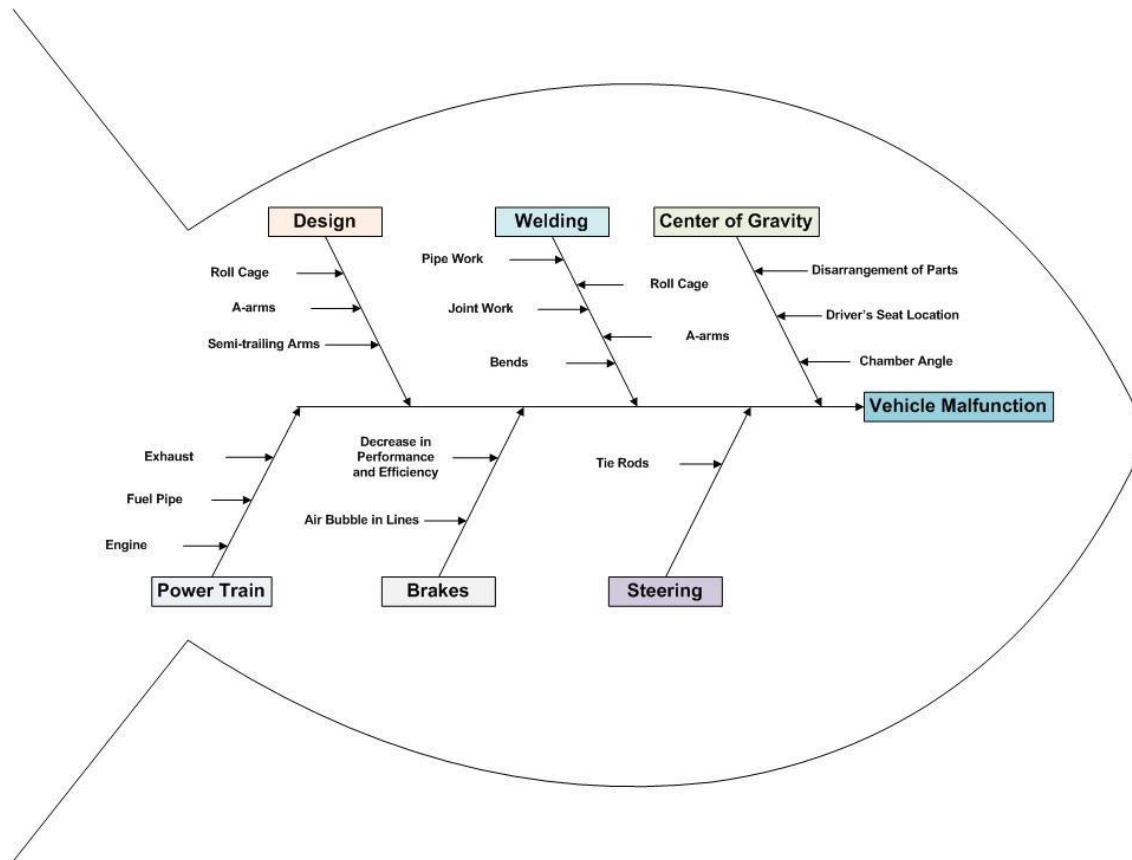 Design
Welding
Center of Gravity
Roll Cage
A-arms
Semi-trailing Arms
Pipe Work
Roll Cage
Joint Work
A-arms
Bends
Disarrangement of Parts
Driver's Seat Location
Chamber Angle
Vehicle Malfunction
Exhaust
Fuel Pipe
Engine
Decrease in
Performance
and Efficiency
Air Bubble in Lines
Tie Rods
Power Train
Brakes
Steering